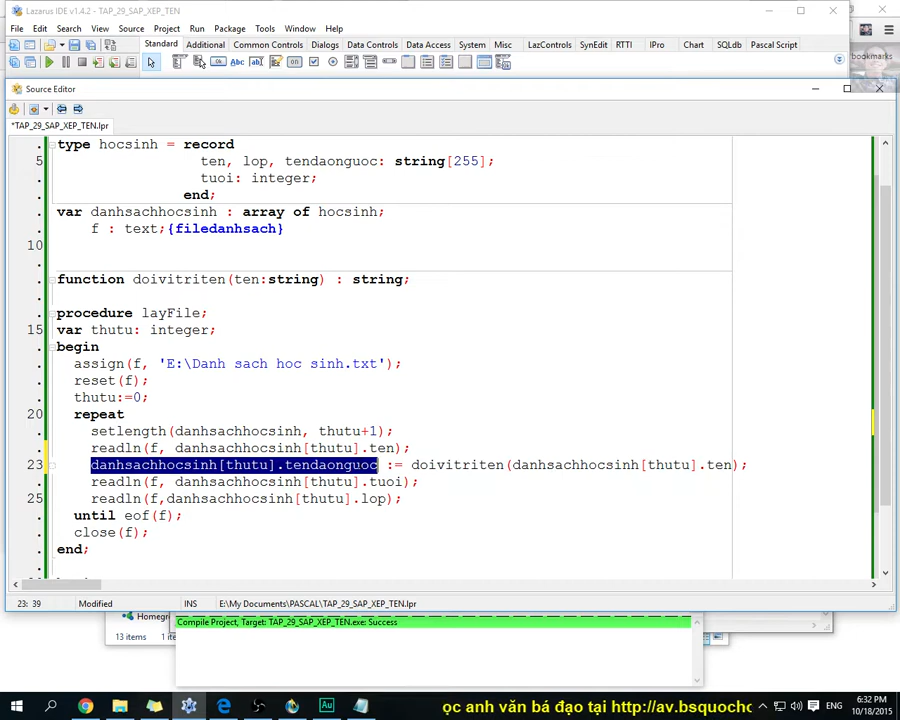 Lazarus IDE v1.4.2 - TAP_29_SAP_XEP_TEN
File Edit Search View Source Project Run Package Tools Window Help
Standard Additional Common Controls Dialogs Data Controls Data Access System Misc LazControls SynEdit RTTI IPro Chart SQLdb Pascal Script
bookmarks
Source Editor
*TAP_29_SAP_XEP_TEN.lpr
type hocsinh = record
5 ten, lop, tendaonguoc: string[255];
tuoi: integer;
end;
var danhsachhocsinh : array of hocsinh;
f : text;{filedanhsach}
10
function doivitriten(ten:string) : string;
procedure layFile;
15 var thutu: integer;
begin
assign(f, 'E:\Danh sach hoc sinh.txt');
reset(f);
thutu:=0;
20 repeat
setlength(danhsachhocsinh, thutu+1);
readln(f, danhsachhocsinh[thutu].ten);
23 danhsachhocsinh[thutu].tendaonguoc := doivitriten(danhsachhocsinh[thutu].ten);
readln(f, danhsachhocsinh[thutu].tuoi);
25 readln(f,danhsachhocsinh[thutu].lop);
until eof(f);
close(f);
end;
23: 39 Modified INS E:\My Documents\PASCAL\TAP_29_SAP_XEP_TEN.lpr
Homegr
Compile Project, Target: TAP_29_SAP_XEP_TEN.exe: Success
13 items 1 ite
ọc anh văn bá đạo tại http://av.bsquochc
ENG
6:32 PM
10/18/2015